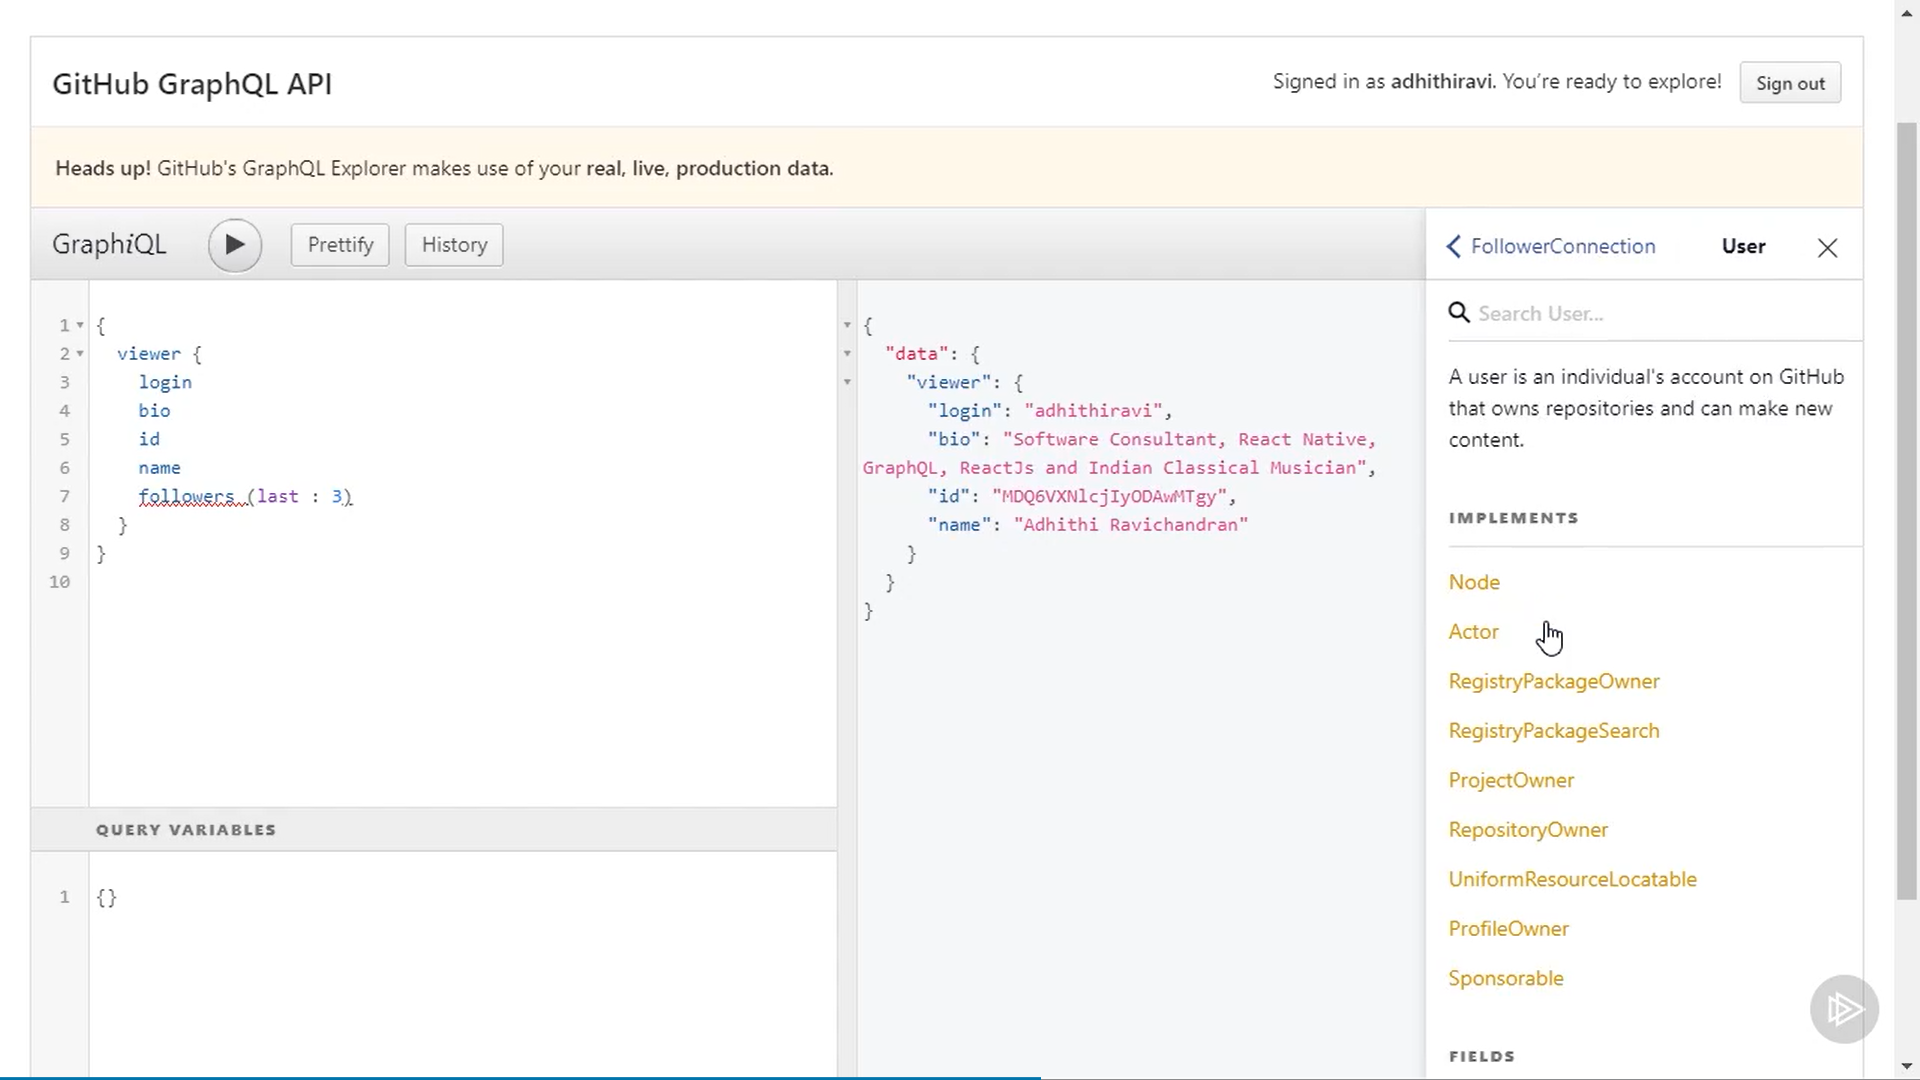 GitHub GraphQL API
Signed in as adhithiravi. You're ready to explore!
Sign out
Heads up! GitHub's GraphQL Explorer makes use of your real, live, production data.
GraphiQL
Prettify
History
FollowerConnection
User
1 {
2 viewer {
3 login
4 bio
5 id
6 name
7 followers (last : 3)
8 }
9 }
10
{
"data": {
"viewer": {
"login": "adhithiravi",
"bio": "Software Consultant, React Native,
GraphQL, ReactJs and Indian Classical Musician",
"id": "MDQ6VXNlcjIyODAwMTgy",
"name": "Adhithi Ravichandran"
}
}
}
Search User...
A user is an individual's account on GitHub
that owns repositories and can make new
content.
IMPLEMENTS
Node
Actor
RegistryPackageOwner
RegistryPackageSearch
ProjectOwner
RepositoryOwner
UniformResourceLocatable
ProfileOwner
Sponsorable
FIELDS
QUERY VARIABLES
1 {}